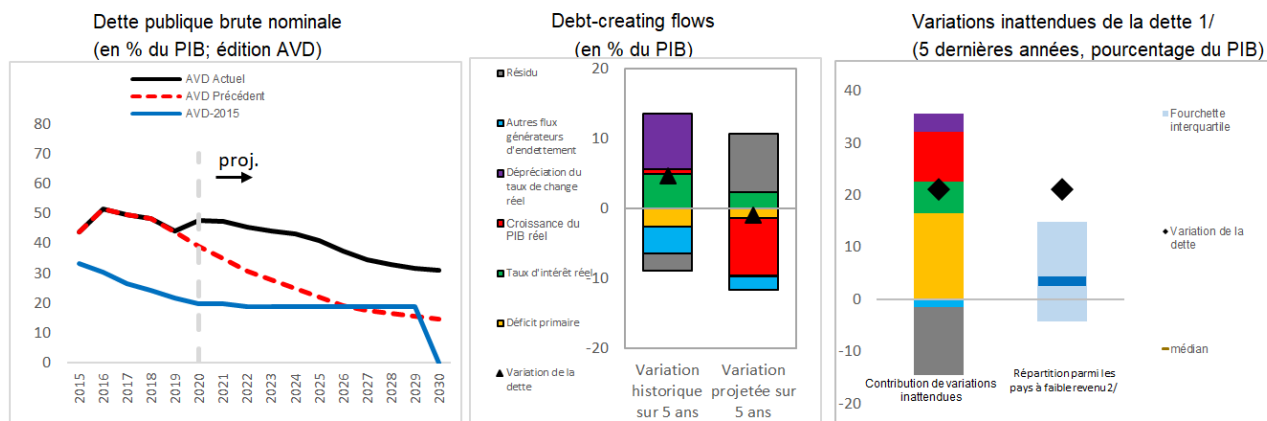 Dette publique brute nominale
(en % du PIB; édition AVD)
AVD Actuel
AVD Précédent
AVD-2015
proj.
80
70
60
50
40
30
20
10
0
2015
2016
2017
2018
2019
2020
2021
2022
2023
2024
2025
2026
2027
2028
2029
2030
Debt-creating flows
(en % du PIB)
Résidu
Autres flux
générateurs
d'endettement
Dépréciation du
taux de change
réel
Croissance du
PIB réel
Taux d'intérêt réel
Déficit primaire
Variation de la
dette
20
10
0
-10
-20
Variation
historique
sur 5 ans
Variation
projetée sur
5 ans
Variations inattendues de la dette 1/
(5 dernières années, pourcentage du PIB)
40
30
20
10
0
-10
-20
Contribution de variations
inattendues
Répartition parmi les
pays à faible revenu 2/
Fourchette
interquartile
Variation de la
dette
médian